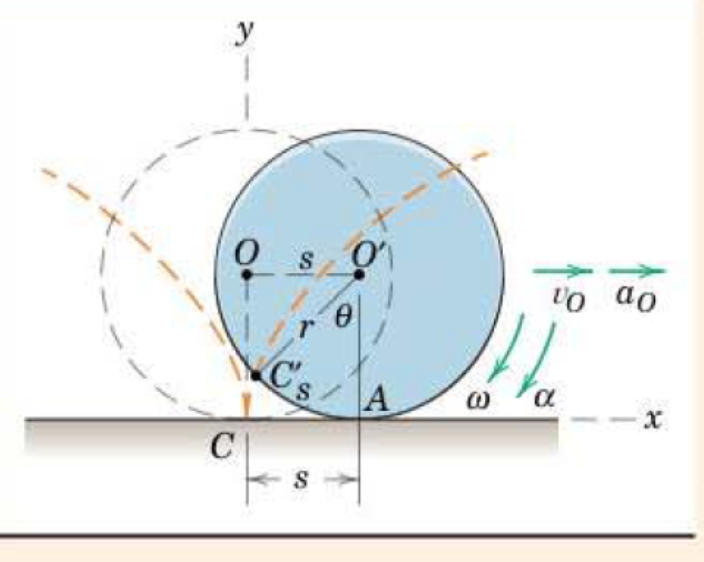 y
O s O′
r θ
v_O a_O
C′ s
A ω α
x
C
s